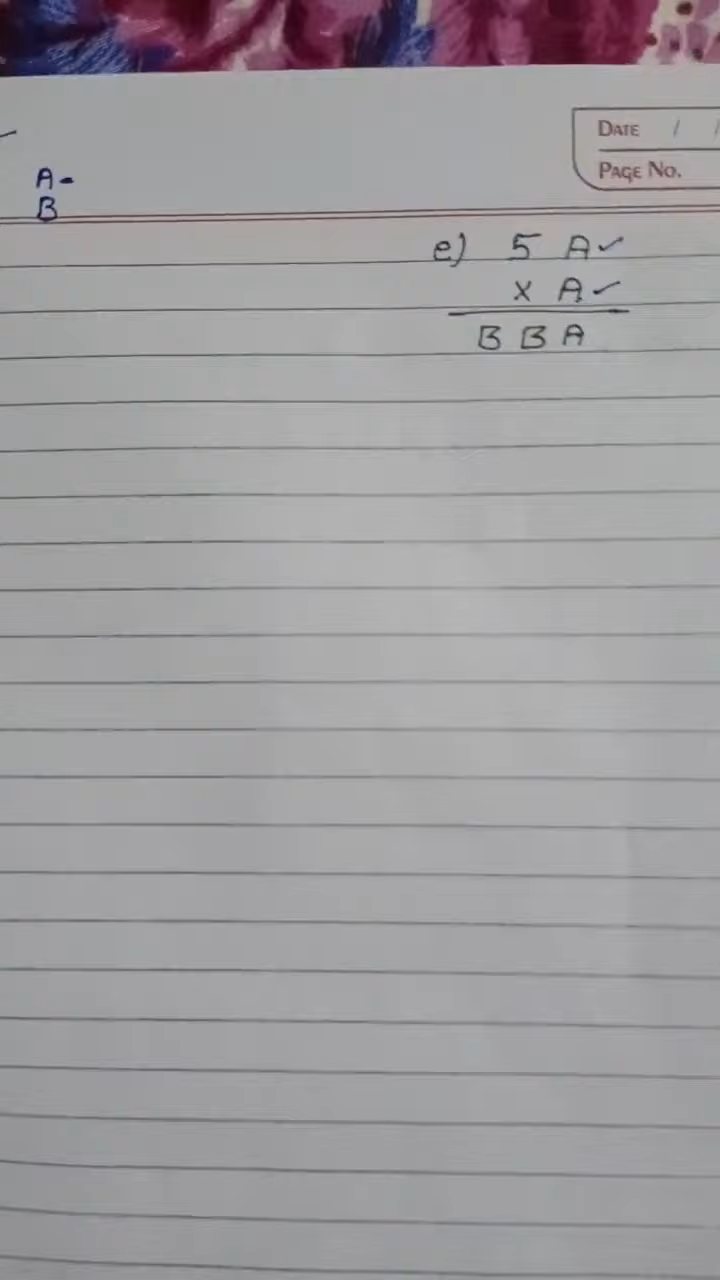 DATE / /
PAGE No.
A-
B
e) 5 A✓
x A✓
B B A